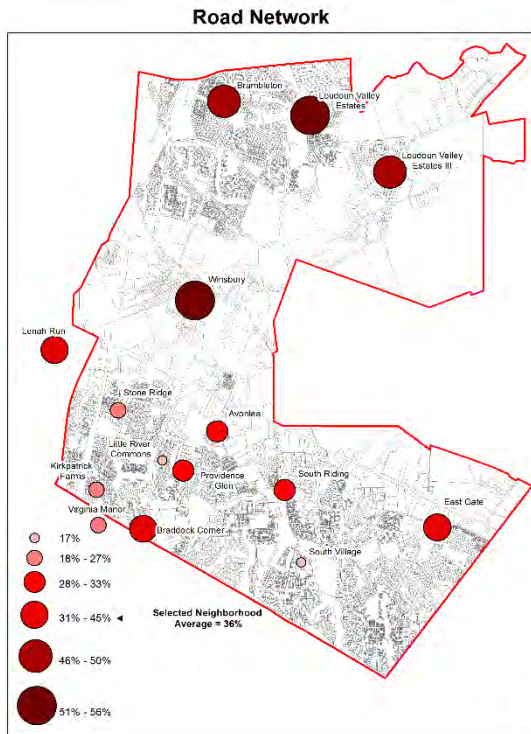 Road Network
Brambleton
Loudoun Valley
Estates
Loudoun Valley
Estates III
Winsbury
Lenah Run
Stone Ridge
Avonlea
Little River
Commons
Kirkpatrick
Farms
Providence
Glen
South Riding
East Gate
Virginia Manor
Braddock Corner
South Village
17%
18% - 27%
28% - 33%
31% - 45%
Selected Neighborhood
Average = 36%
46% - 50%
51% - 56%